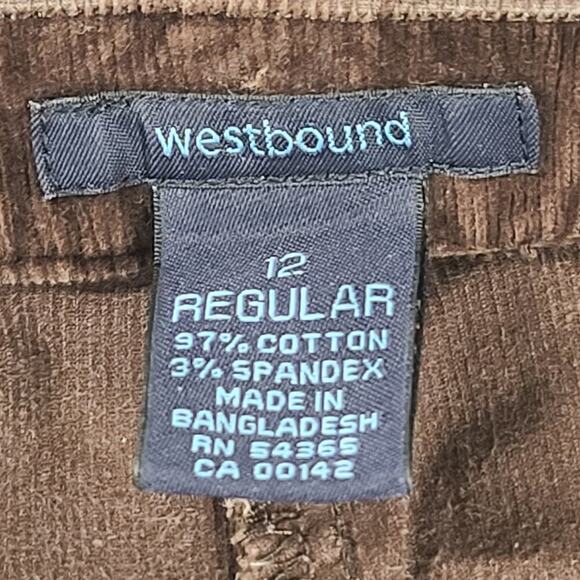 westbound
12
REGULAR
97% COTTON
3% SPANDEX
MADE IN
BANGLADESH
RN 54365
CA 00142